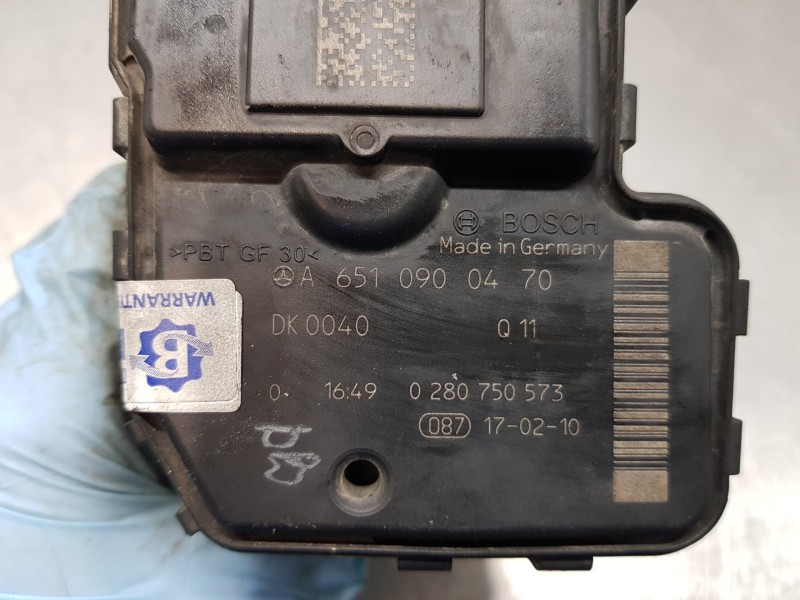 BOSCH
>PBT GF 30<
Made in Germany
A 651 090 04 70
DK 0040 Q 11
WARRANTI
B
0 16:49 0 280 750 573
087 17-02-10